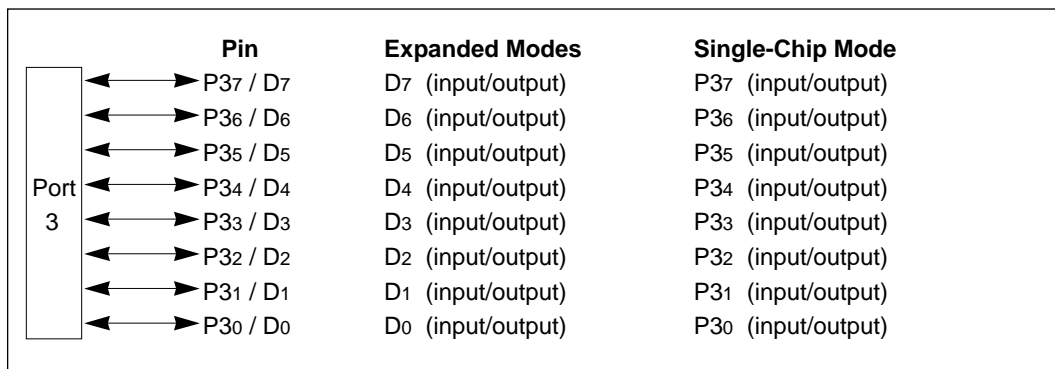 Pin Expanded Modes Single-Chip Mode
P37 / D7 D7 (input/output) P37 (input/output)
P36 / D6 D6 (input/output) P36 (input/output)
P35 / D5 D5 (input/output) P35 (input/output)
Port P34 / D4 D4 (input/output) P34 (input/output)
3 P33 / D3 D3 (input/output) P33 (input/output)
P32 / D2 D2 (input/output) P32 (input/output)
P31 / D1 D1 (input/output) P31 (input/output)
P30 / D0 D0 (input/output) P30 (input/output)